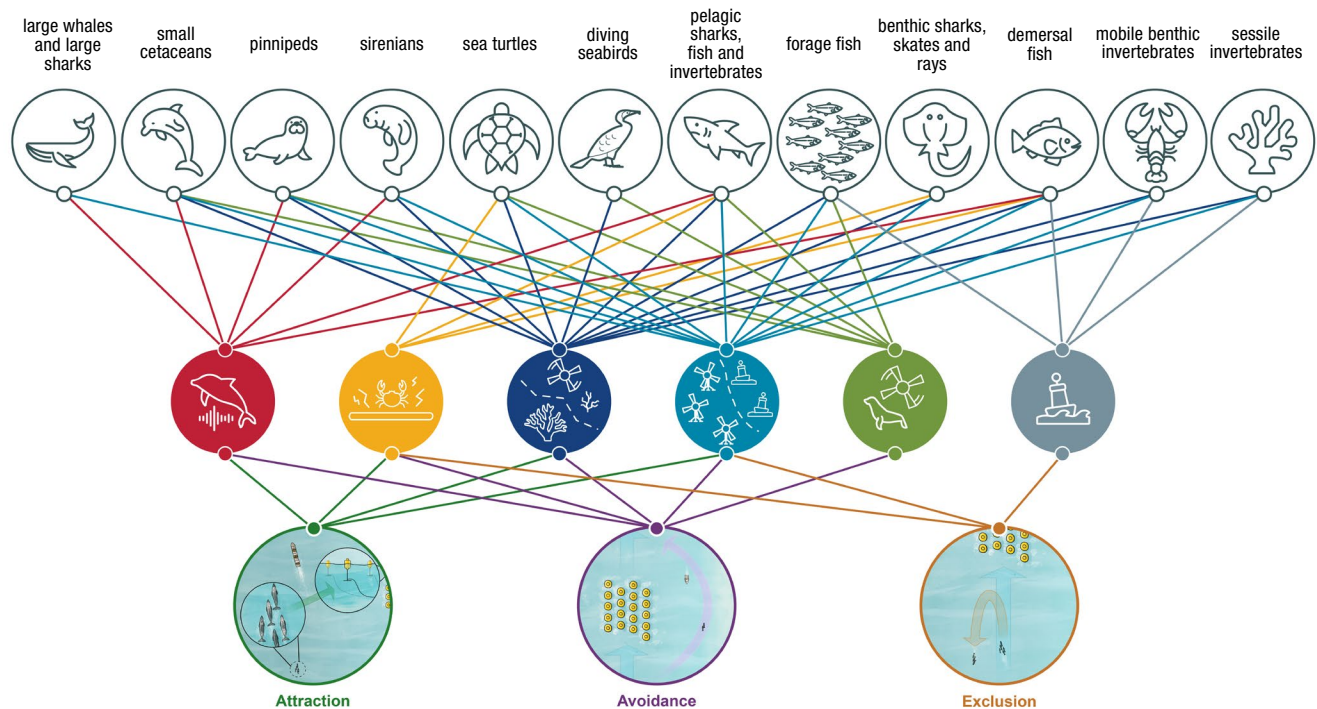 large whales
and large
sharks
small
cetaceans
pinnipeds
sirenians
sea turtles
diving
seabirds
pelagic
sharks,
fish and
invertebrates
forage fish
benthic sharks,
skates and
rays
demersal
fish
mobile benthic
invertebrates
sessile
invertebrates
Attraction
Avoidance
Exclusion